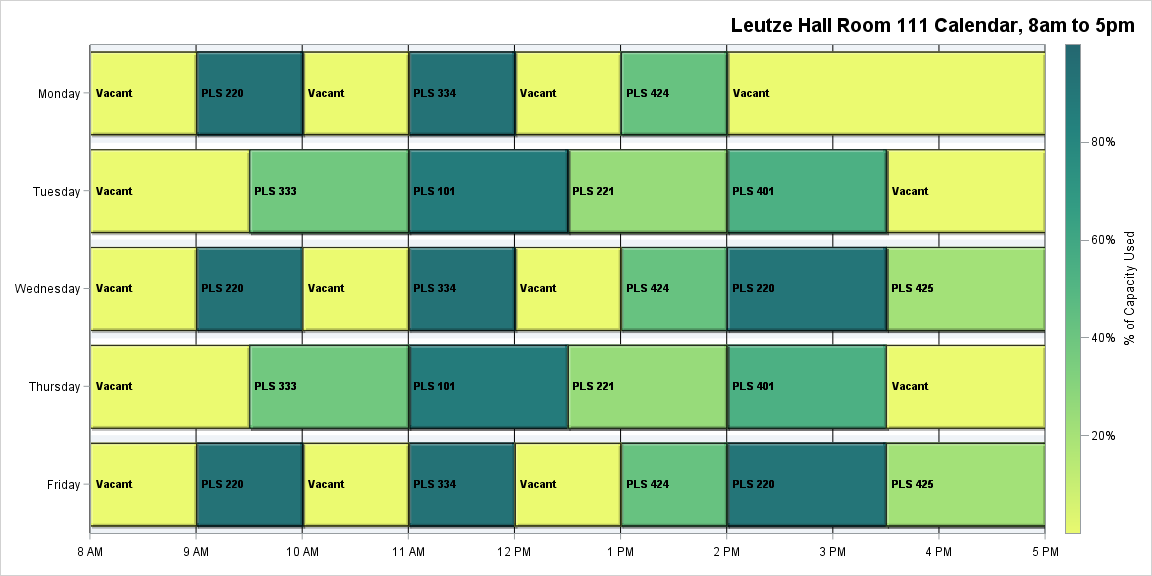 Leutze Hall Room 111 Calendar, 8am to 5pm
Monday
Vacant
PLS 220
Vacant
PLS 334
Vacant
PLS 424
Vacant
Tuesday
Vacant
PLS 333
PLS 101
PLS 221
PLS 401
Vacant
Wednesday
Vacant
PLS 220
Vacant
PLS 334
Vacant
PLS 424
PLS 220
PLS 425
Thursday
Vacant
PLS 333
PLS 101
PLS 221
PLS 401
Vacant
Friday
Vacant
PLS 220
Vacant
PLS 334
Vacant
PLS 424
PLS 220
PLS 425
8 AM
9 AM
10 AM
11 AM
12 PM
1 PM
2 PM
3 PM
4 PM
5 PM
80%
60%
40%
20%
% of Capacity Used